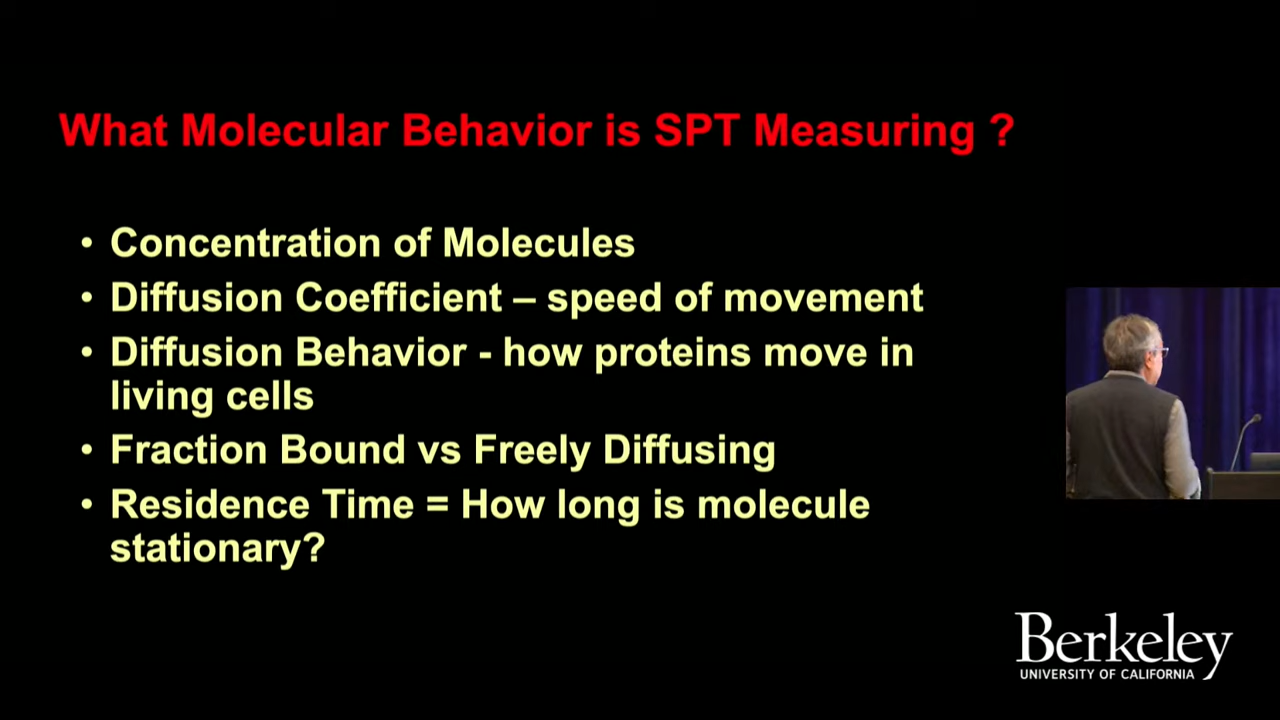 What Molecular Behavior is SPT Measuring ?
• Concentration of Molecules
• Diffusion Coefficient – speed of movement
• Diffusion Behavior - how proteins move in
living cells
• Fraction Bound vs Freely Diffusing
• Residence Time = How long is molecule
stationary?
Berkeley
UNIVERSITY OF CALIFORNIA